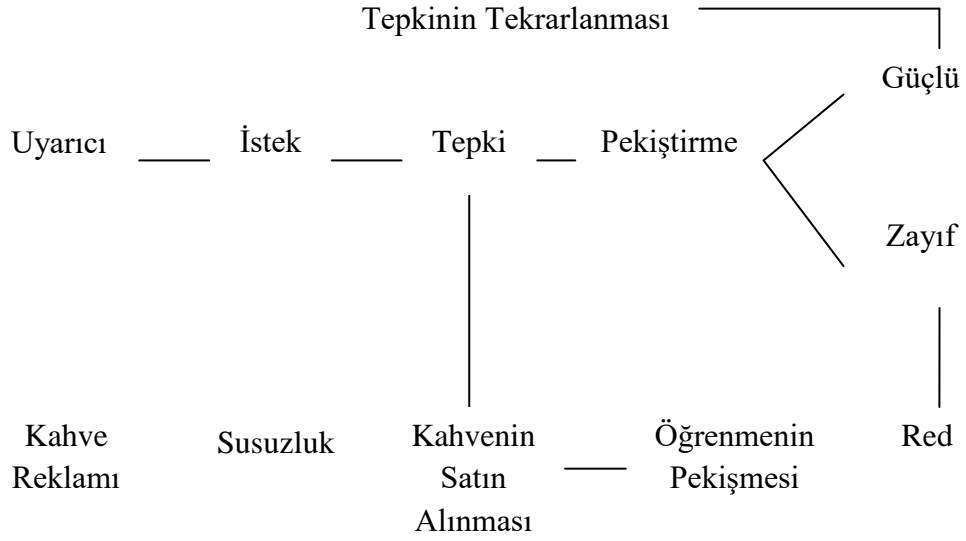 Tepkinin Tekrarlanması
Güçlü
Uyarıcı İstek Tepki Pekiştirme
Zayıf
Kahve
Reklamı
Susuzluk
Kahvenin
Satın
Alınması
Öğrenmenin
Pekişmesi
Red